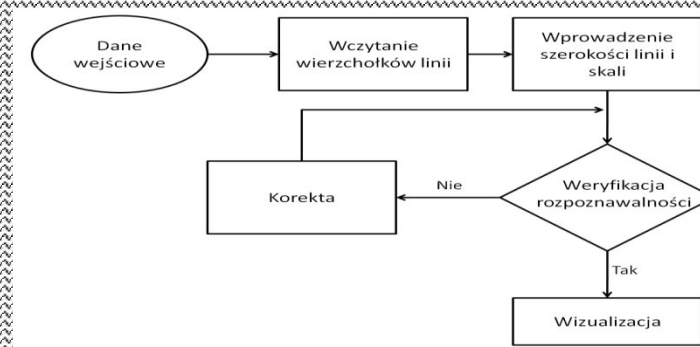 Dane
wejściowe
Wczytanie
wierzchołków linii
Wprowadzenie
szerokości linii i
skali
Korekta
Nie
Weryfikacja
rozpoznawalności
Tak
Wizualizacja